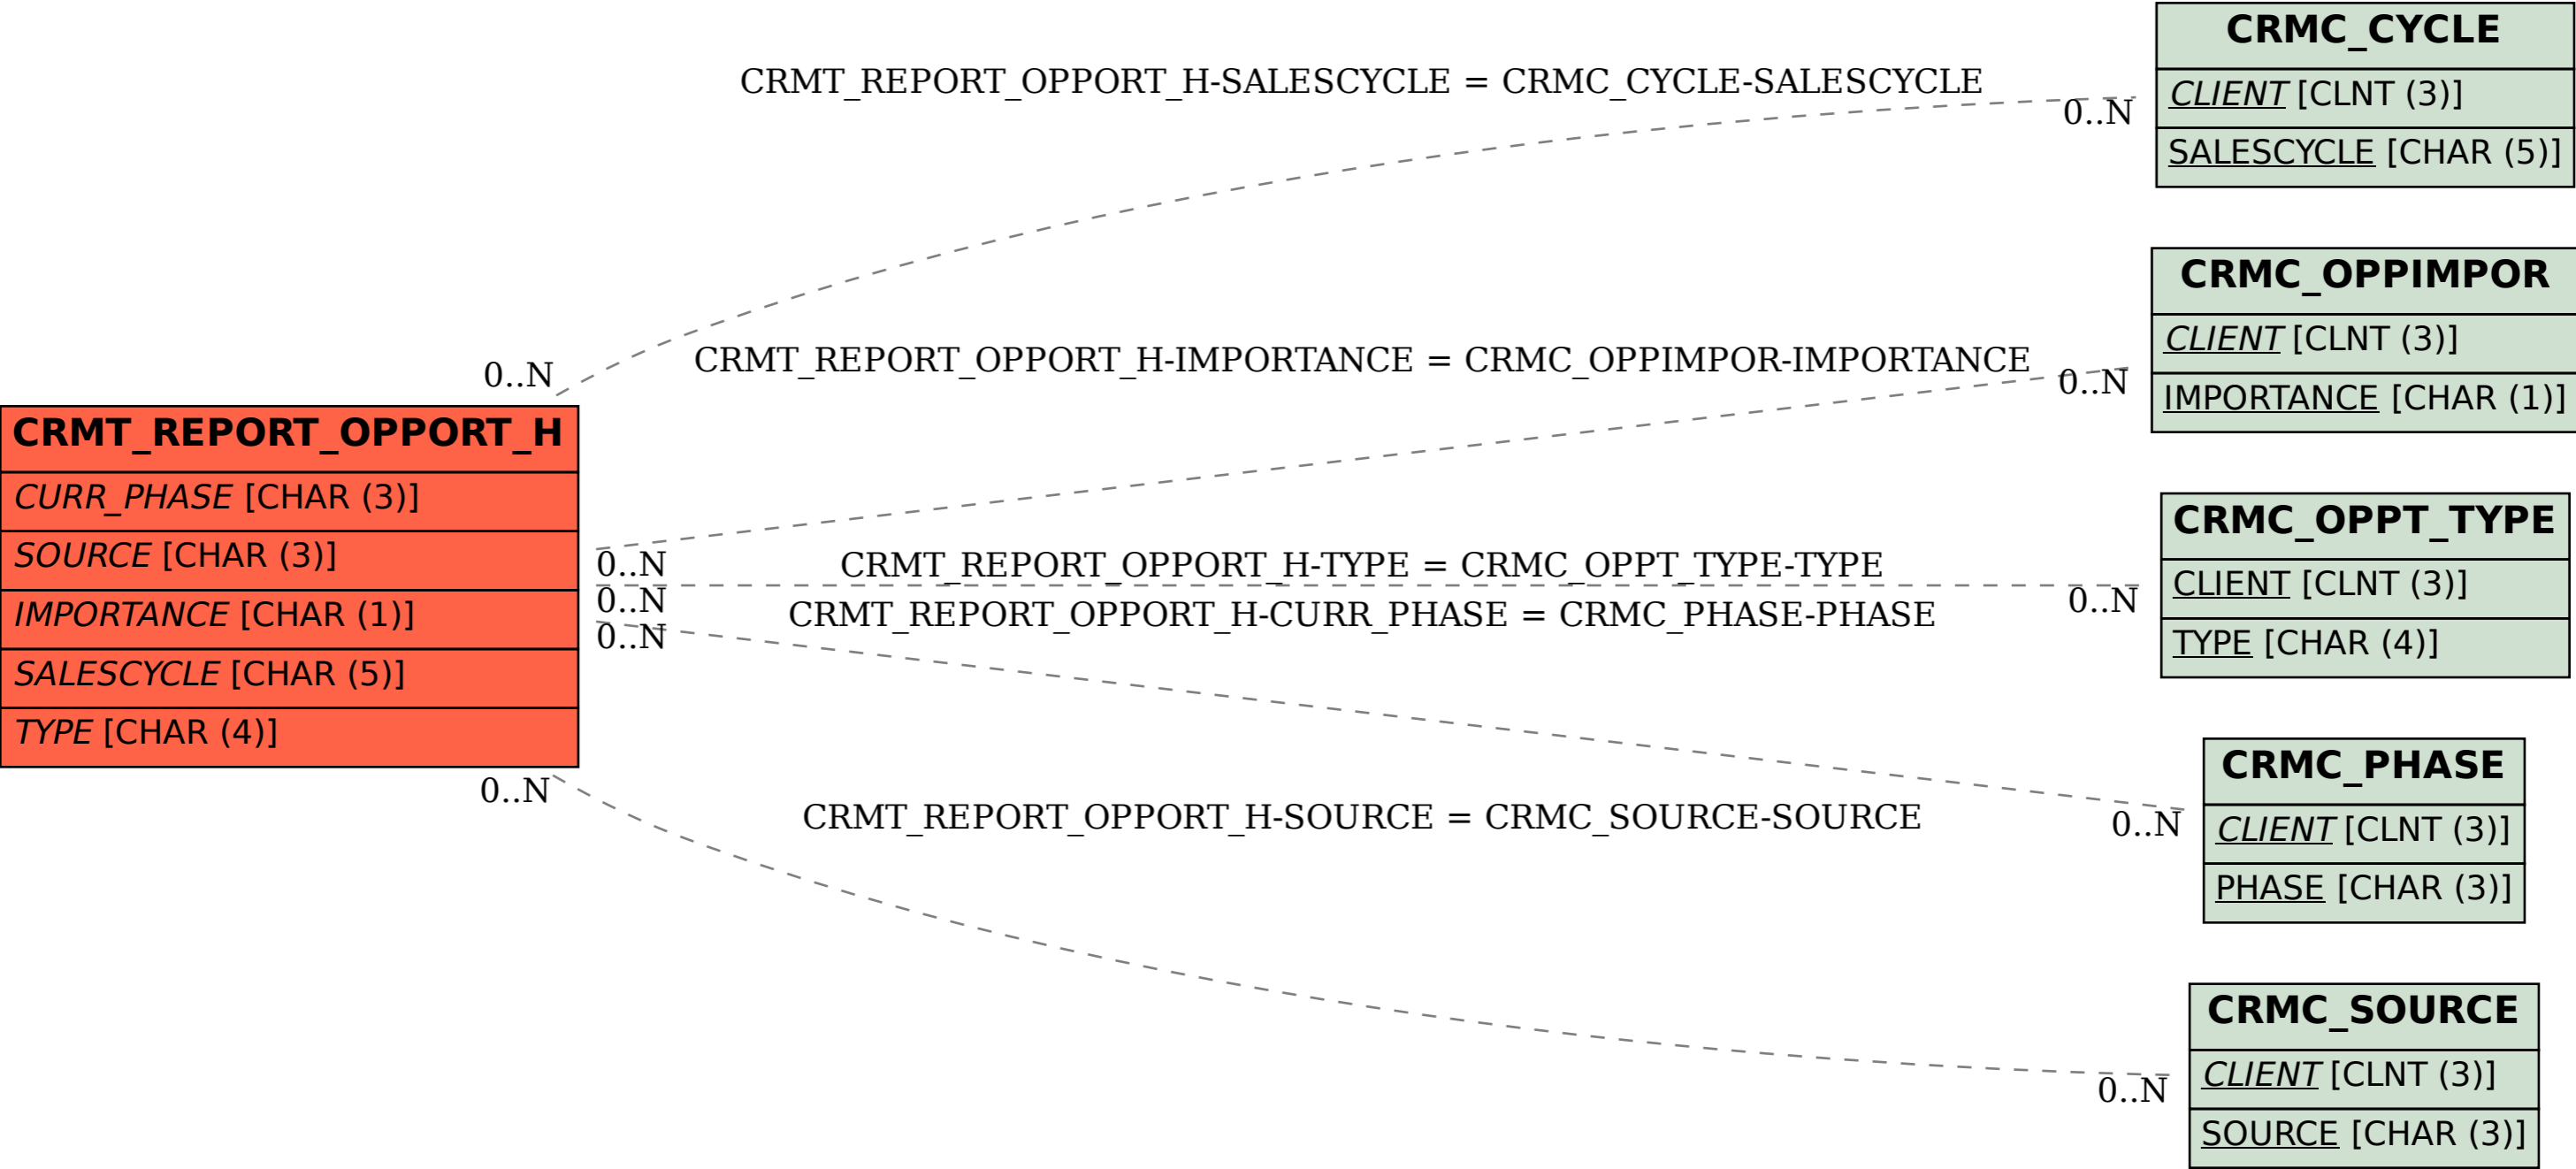 CRMC_CYCLE
CLIENT [CLNT (3)]
SALESCYCLE [CHAR (5)]
CRMT_REPORT_OPPORT_H-SALESCYCLE = CRMC_CYCLE-SALESCYCLE
0..N
0..N
CRMC_OPPIMPOR
CLIENT [CLNT (3)]
IMPORTANCE [CHAR (1)]
CRMT_REPORT_OPPORT_H-IMPORTANCE = CRMC_OPPIMPOR-IMPORTANCE
0..N
CRMT_REPORT_OPPORT_H
CURR_PHASE [CHAR (3)]
SOURCE [CHAR (3)]
IMPORTANCE [CHAR (1)]
SALESCYCLE [CHAR (5)]
TYPE [CHAR (4)]
0..N
0..N
0..N
CRMT_REPORT_OPPORT_H-TYPE = CRMC_OPPT_TYPE-TYPE
0..N
CRMT_REPORT_OPPORT_H-CURR_PHASE = CRMC_PHASE-PHASE
CRMC_OPPT_TYPE
CLIENT [CLNT (3)]
TYPE [CHAR (4)]
CRMC_PHASE
CLIENT [CLNT (3)]
PHASE [CHAR (3)]
0..N
0..N
CRMT_REPORT_OPPORT_H-SOURCE = CRMC_SOURCE-SOURCE
CRMC_SOURCE
CLIENT [CLNT (3)]
SOURCE [CHAR (3)]
0..N